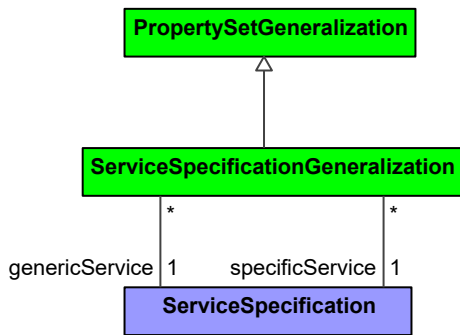 PropertySetGeneralization
ServiceSpecificationGeneralization
* *
genericService 1 specificService 1
ServiceSpecification